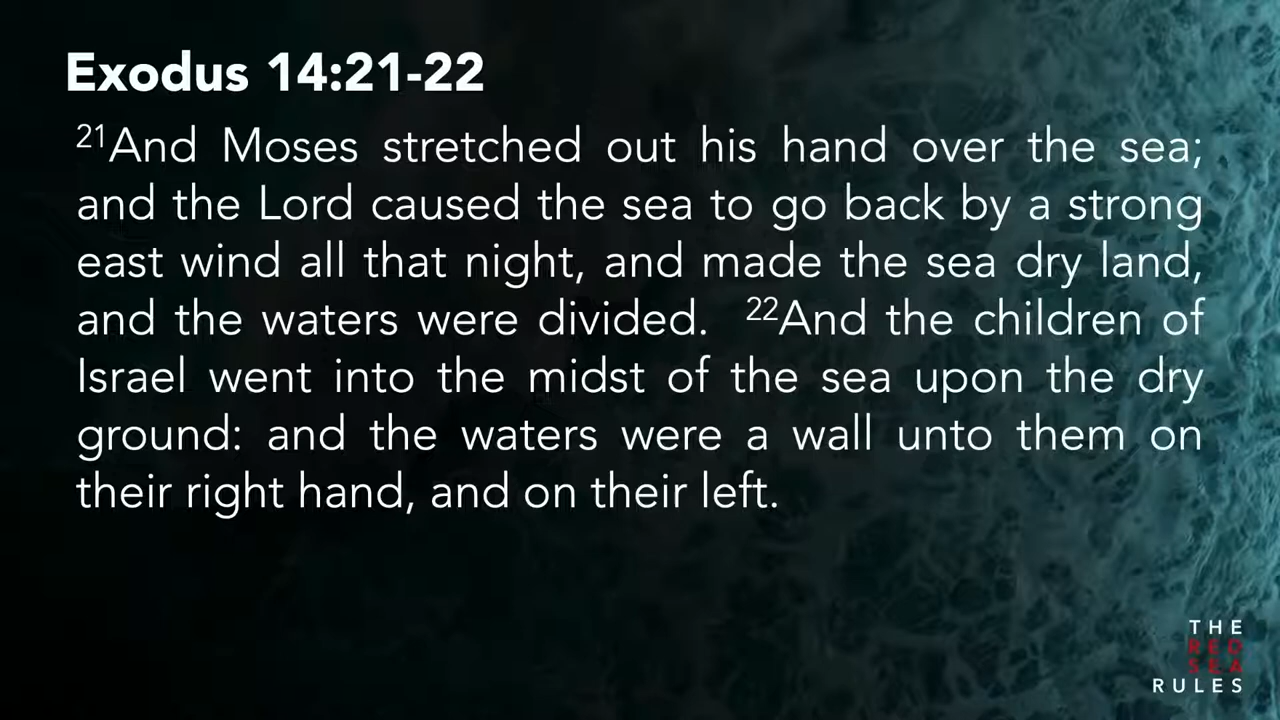 Exodus 14:21-22
21And Moses stretched out his hand over the sea;
and the Lord caused the sea to go back by a strong
east wind all that night, and made the sea dry land,
and the waters were divided. 22And the children of
Israel went into the midst of the sea upon the dry
ground: and the waters were a wall unto them on
their right hand, and on their left.
THE
RED
SEA
RULES